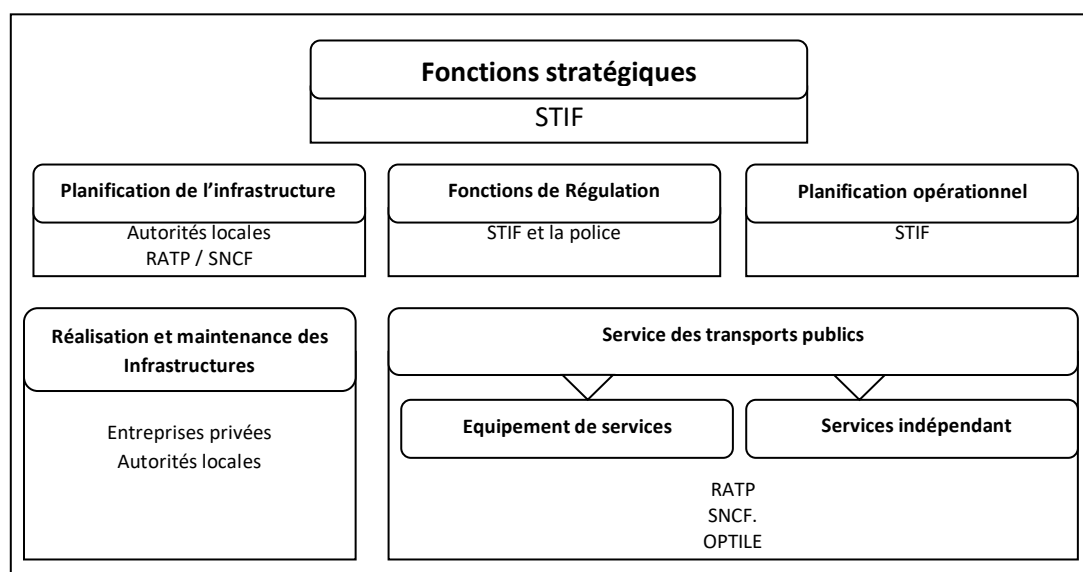 Fonctions stratégiques
STIF
Planification de l’infrastructure
Autorités locales
RATP / SNCF
Fonctions de Régulation
STIF et la police
Planification opérationnel
STIF
Réalisation et maintenance des
Infrastructures
Entreprises privées
Autorités locales
Service des transports publics
Equipement de services
Services indépendant
RATP
SNCF.
OPTILE